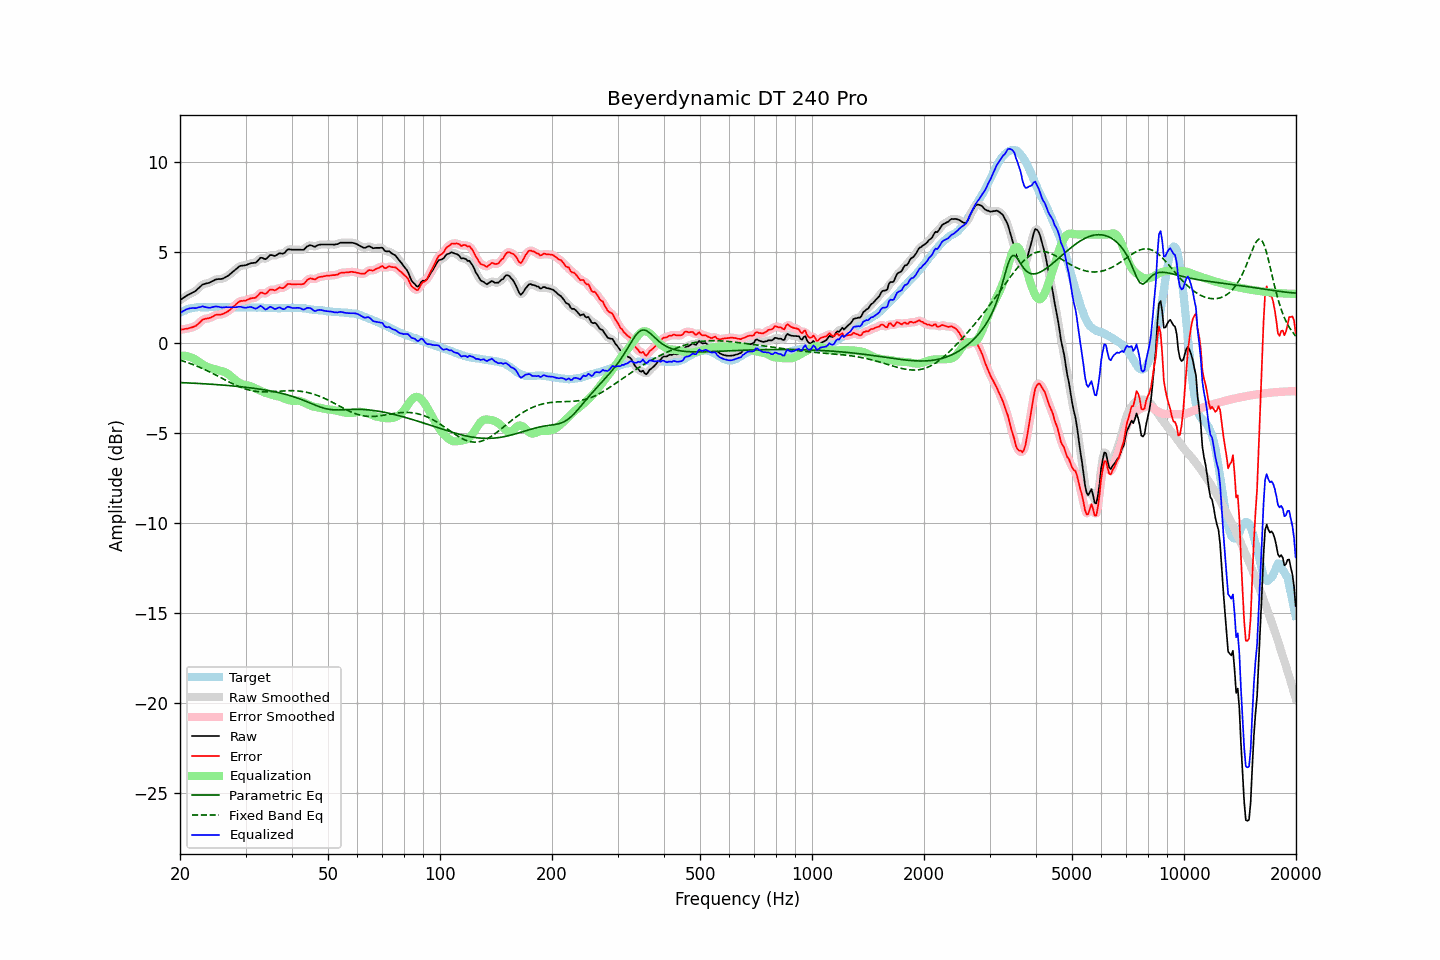 Beyerdynamic DT 240 Pro
Amplitude (dBr)
10
5
0
−5
−10
−15
−20
−25
Target
Raw Smoothed
Error Smoothed
Raw
Error
Equalization
Parametric Eq
Fixed Band Eq
Equalized
20 50 100 200 500 1000 2000 5000 10000 20000
Frequency (Hz)